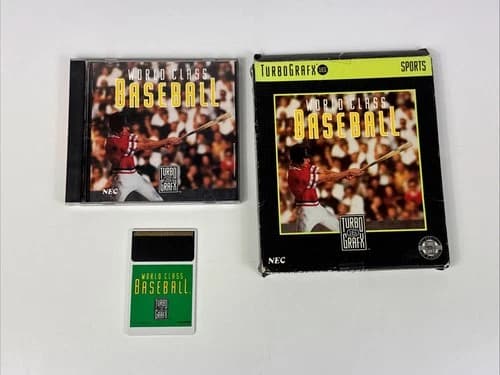 WORLD CLASS
BASEBALL
NEC
TURBO
GRAFX
TURBOGRAFX
SPORTS
WORLD CLASS
BASEBALL
NEC
TURBO
GRAFX
WORLD CLASS
BASEBALL
TURBO
GRAFX